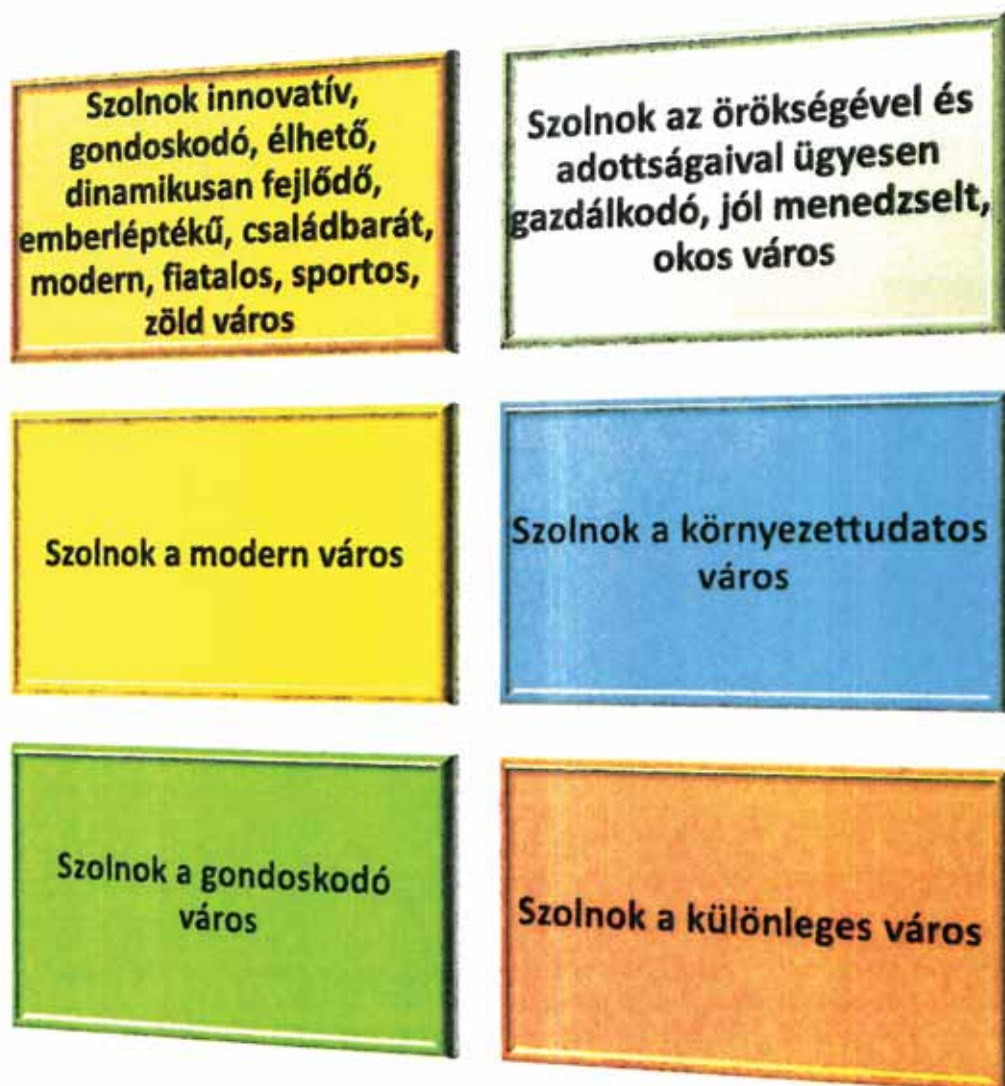 Szolnok innovatív,
gondoskodó, élhető,
dinamikusan fejlődő,
emberléptékű, családbarát,
modern, fiatalos, sportos,
zöld város
Szolnok az örökségével és
adottságaival ügyesen
gazdálkodó, jól menedzselt,
okos város
Szolnok a modern város
Szolnok a környezettudatos
város
Szolnok a gondoskodó
város
Szolnok a különleges város